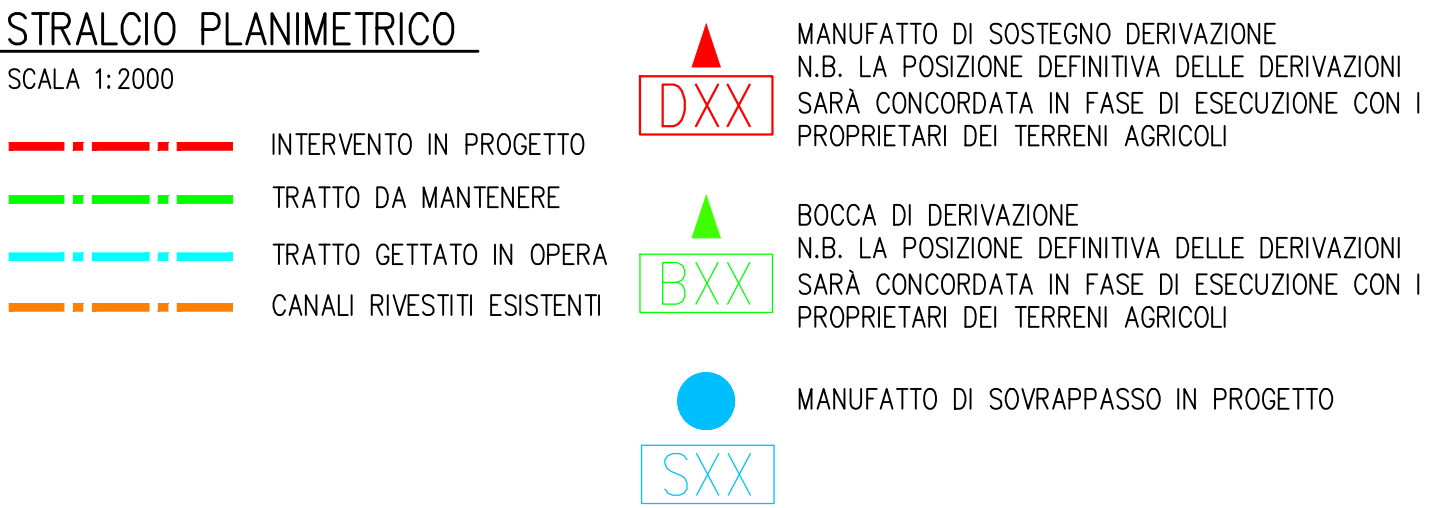 STRALCIO PLANIMETRICO
SCALA 1:2000
INTERVENTO IN PROGETTO
TRATTO DA MANTENERE
TRATTO GETTATO IN OPERA
CANALI RIVESTITI ESISTENTI
DXX
MANUFATTO DI SOSTEGNO DERIVAZIONE
N.B. LA POSIZIONE DEFINITIVA DELLE DERIVAZIONI
SARÀ CONCORDATA IN FASE DI ESECUZIONE CON I
PROPRIETARI DEI TERRENI AGRICOLI
BXX
BOCCA DI DERIVAZIONE
N.B. LA POSIZIONE DEFINITIVA DELLE DERIVAZIONI
SARÀ CONCORDATA IN FASE DI ESECUZIONE CON I
PROPRIETARI DEI TERRENI AGRICOLI
MANUFATTO DI SOVRAPPASSO IN PROGETTO
SXX